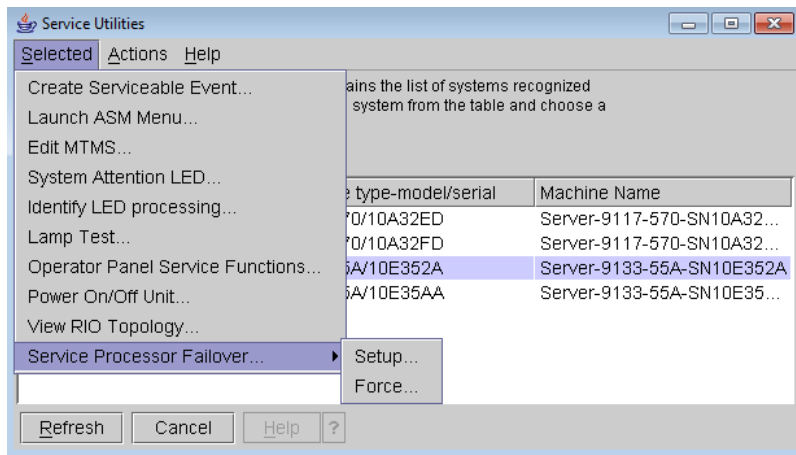 Service Utilities
Selected Actions Help
Create Serviceable Event...
Launch ASM Menu...
Edit MTMS...
System Attention LED...
Identify LED processing...
Lamp Test...
Operator Panel Service Functions...
Power On/Off Unit...
View RIO Topology...
Service Processor Failover...
Setup...
Force...
ains the list of systems recognized
system from the table and choose a
e type-model/serial Machine Name
70/10A32ED Server-9117-570-SN10A32...
70/10A32FD Server-9117-570-SN10A32...
5A/10E352A Server-9133-55A-SN10E352A
5A/10E35AA Server-9133-55A-SN10E35...
Refresh Cancel Help ?